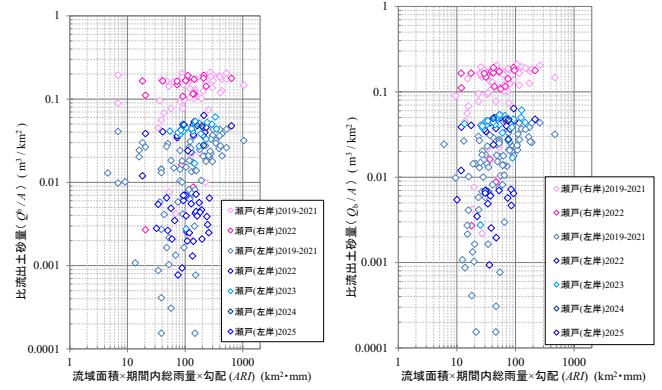 1
0.1
0.01
0.001
0.0001
1
10
100
1000
比流出土砂量(Qᵇ/A) (m³/km²)
流域面積×期間内総雨量×勾配(ARI) (km²・mm)
瀬戸(右岸)2019-2021
瀬戸(右岸)2022
瀬戸(左岸)2019-2021
瀬戸(左岸)2022
瀬戸(左岸)2023
瀬戸(左岸)2024
瀬戸(左岸)2025
1
0.1
0.01
0.001
0.0001
1
10
100
1000
比流出土砂量(Q_b/A) (m³/km²)
流域面積×期間内総雨量×勾配(ARI) (km²・mm)
瀬戸(右岸)2019-2021
瀬戸(右岸)2022
瀬戸(左岸)2019-2021
瀬戸(左岸)2022
瀬戸(左岸)2023
瀬戸(左岸)2024
瀬戸(左岸)2025